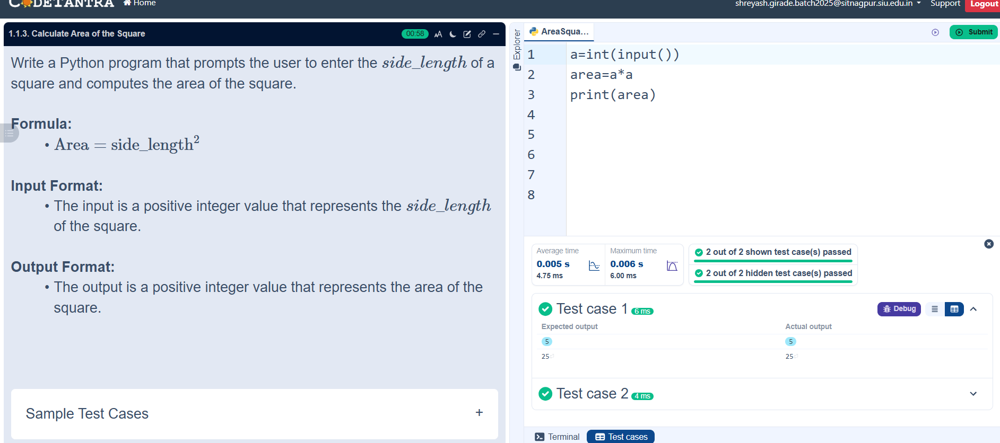 CODETANTRA Home
shreyash.girade.batch2025@sitnagpur.siu.edu.in Support Logout
1.1.3. Calculate Area of the Square
00:58
Write a Python program that prompts the user to enter the side_length of a
square and computes the area of the square.
Formula:
• Area = side_length²
Input Format:
• The input is a positive integer value that represents the side_length
of the square.
Output Format:
• The output is a positive integer value that represents the area of the
square.
Sample Test Cases +
Explorer
AreaSqua...
Submit
1 a=int(input())
2 area=a*a
3 print(area)
4
5
6
7
8
Average time
0.005 s
4.75 ms
Maximum time
0.006 s
6.00 ms
2 out of 2 shown test case(s) passed
2 out of 2 hidden test case(s) passed
Test case 1 6 ms
Debug
Expected output Actual output
5 5
25 25
Test case 2 4 ms
Terminal Test cases